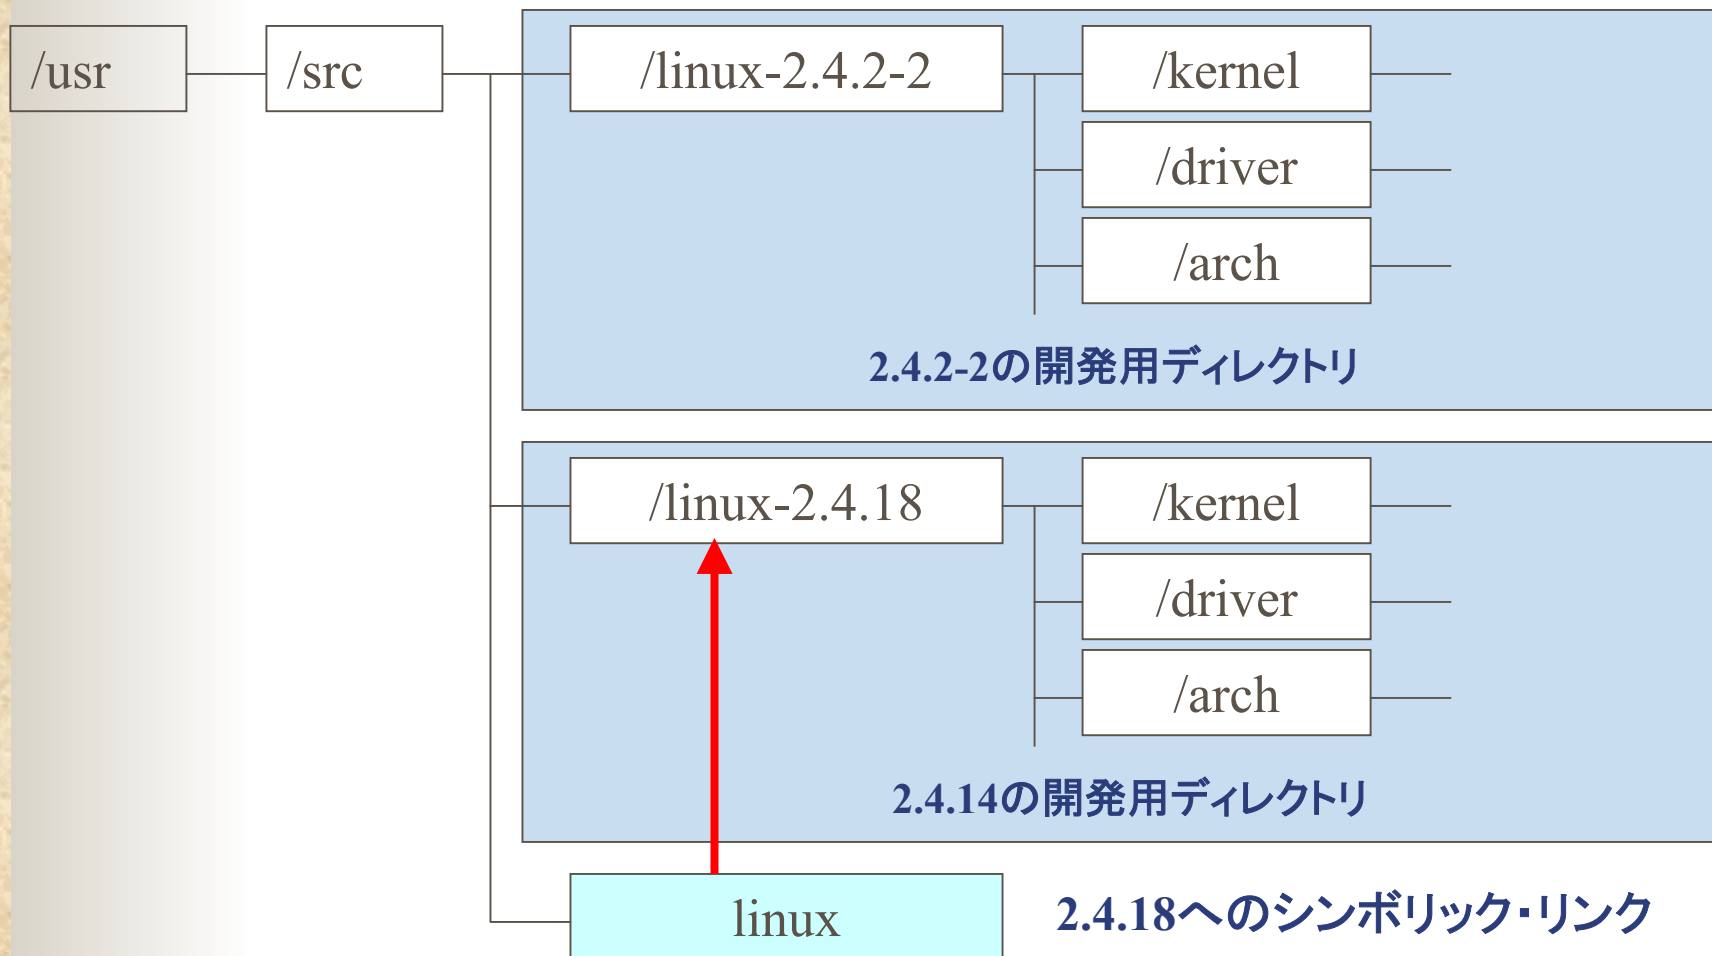 /usr
/src
/linux-2.4.2-2
/kernel
/driver
/arch
2.4.2-2の開発用ディレクトリ
/linux-2.4.18
/kernel
/driver
/arch
2.4.14の開発用ディレクトリ
linux
2.4.18へのシンボリック・リンク